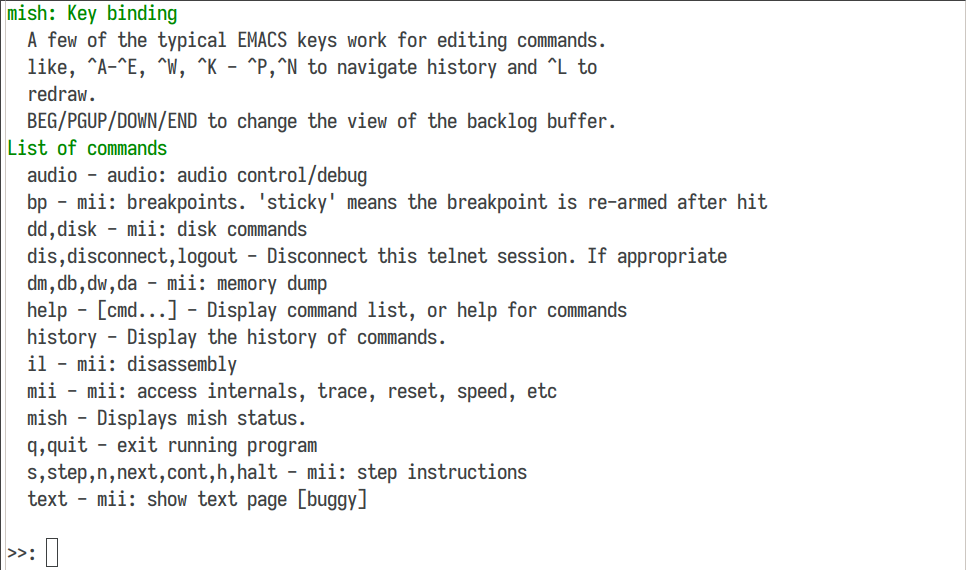 mish: Key binding
A few of the typical EMACS keys work for editing commands.
like, ^A-^E, ^W, ^K - ^P,^N to navigate history and ^L to
redraw.
BEG/PGUP/DOWN/END to change the view of the backlog buffer.
List of commands
audio - audio: audio control/debug
bp - mii: breakpoints. 'sticky' means the breakpoint is re-armed after hit
dd,disk - mii: disk commands
dis,disconnect,logout - Disconnect this telnet session. If appropriate
dm,db,dw,da - mii: memory dump
help - [cmd...] - Display command list, or help for commands
history - Display the history of commands.
il - mii: disassembly
mii - mii: access internals, trace, reset, speed, etc
mish - Displays mish status.
q,quit - exit running program
s,step,n,next,cont,h,halt - mii: step instructions
text - mii: show text page [buggy]
>>: